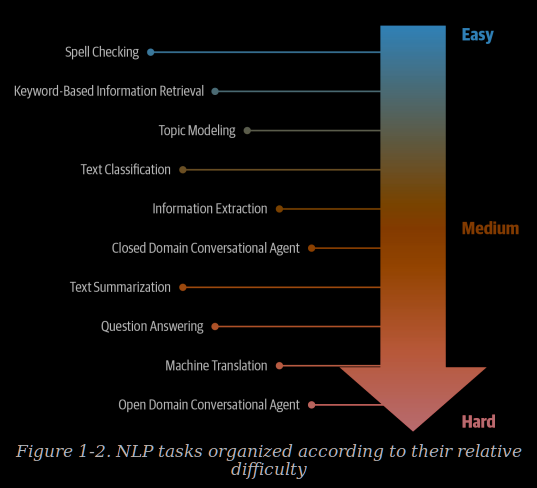 Easy
Spell Checking
Keyword-Based Information Retrieval
Topic Modeling
Text Classification
Information Extraction
Medium
Closed Domain Conversational Agent
Text Summarization
Question Answering
Machine Translation
Open Domain Conversational Agent
Hard
Figure 1-2. NLP tasks organized according to their relative
difficulty